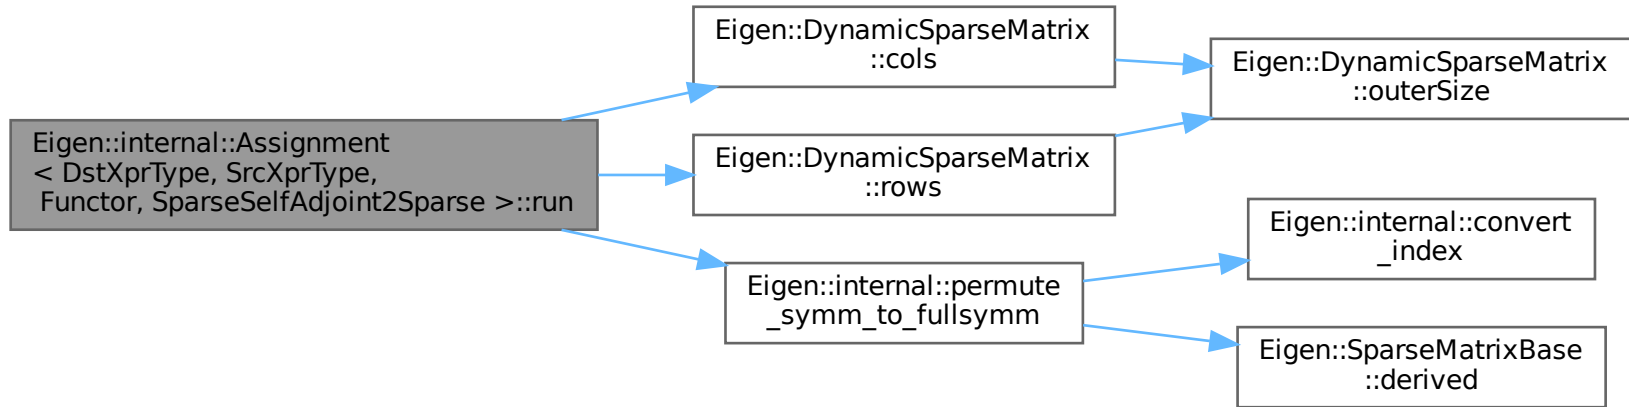 Eigen::internal::Assignment
< DstXprType, SrcXprType,
Functor, SparseSelfAdjoint2Sparse >::run
Eigen::DynamicSparseMatrix
::cols
Eigen::DynamicSparseMatrix
::rows
Eigen::internal::permute
_symm_to_fullsymm
Eigen::DynamicSparseMatrix
::outerSize
Eigen::internal::convert
_index
Eigen::SparseMatrixBase
::derived